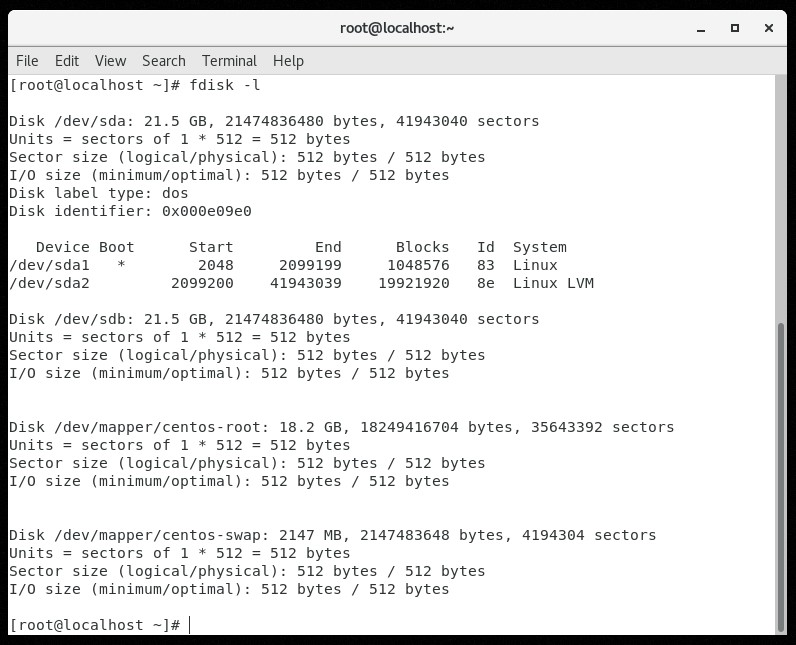 root@localhost:~
File Edit View Search Terminal Help
[root@localhost ~]# fdisk -l

Disk /dev/sda: 21.5 GB, 21474836480 bytes, 41943040 sectors
Units = sectors of 1 * 512 = 512 bytes
Sector size (logical/physical): 512 bytes / 512 bytes
I/O size (minimum/optimal): 512 bytes / 512 bytes
Disk label type: dos
Disk identifier: 0x000e09e0

   Device Boot      Start         End      Blocks   Id  System
/dev/sda1   *        2048     2099199     1048576   83  Linux
/dev/sda2         2099200    41943039    19921920   8e  Linux LVM

Disk /dev/sdb: 21.5 GB, 21474836480 bytes, 41943040 sectors
Units = sectors of 1 * 512 = 512 bytes
Sector size (logical/physical): 512 bytes / 512 bytes
I/O size (minimum/optimal): 512 bytes / 512 bytes


Disk /dev/mapper/centos-root: 18.2 GB, 18249416704 bytes, 35643392 sectors
Units = sectors of 1 * 512 = 512 bytes
Sector size (logical/physical): 512 bytes / 512 bytes
I/O size (minimum/optimal): 512 bytes / 512 bytes


Disk /dev/mapper/centos-swap: 2147 MB, 2147483648 bytes, 4194304 sectors
Units = sectors of 1 * 512 = 512 bytes
Sector size (logical/physical): 512 bytes / 512 bytes
I/O size (minimum/optimal): 512 bytes / 512 bytes

[root@localhost ~]#